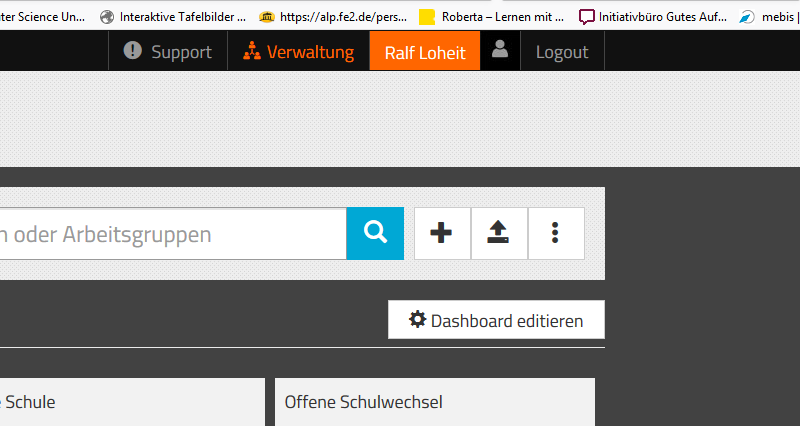 uter Science Un... Interaktive Tafelbilder ... https://alp.fe2.de/pers... Roberta – Lernen mit ... Initiativbüro Gutes Auf... mebis |
Support Verwaltung Ralf Loheit Logout
n oder Arbeitsgruppen
Dashboard editieren
e Schule Offene Schulwechsel